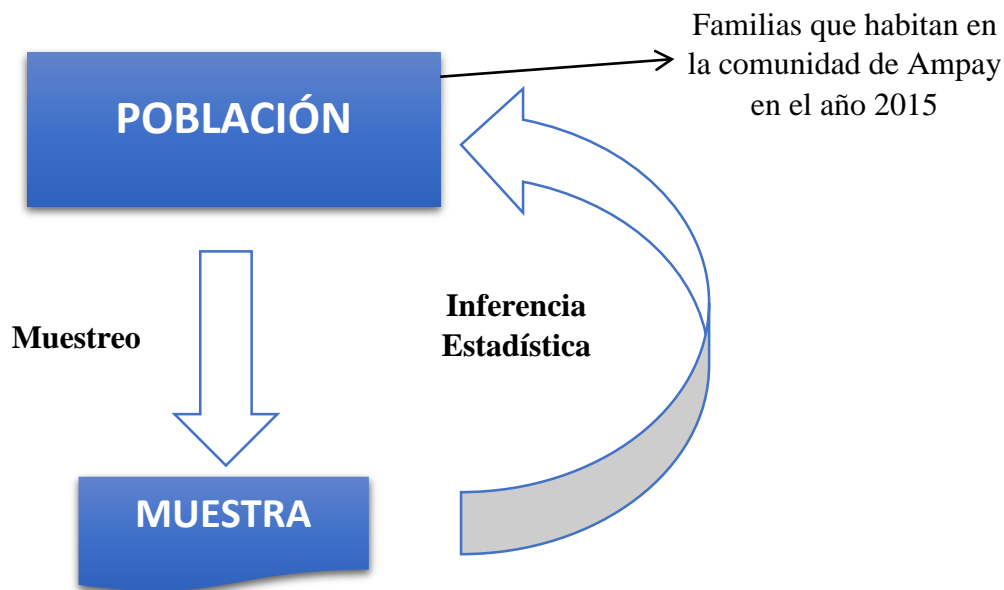 Familias que habitan en
la comunidad de Ampay
en el año 2015
POBLACIÓN
Muestreo
Inferencia
Estadística
MUESTRA